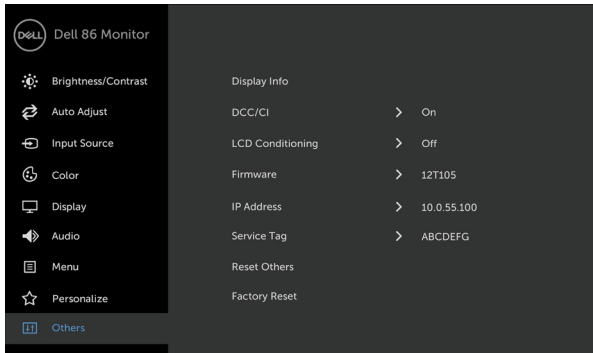 DELL Dell 86 Monitor
Brightness/Contrast
Auto Adjust
Input Source
Color
Display
Audio
Menu
Personalize
Others
Display Info
DCC/CI > On
LCD Conditioning > Off
Firmware > 12T105
IP Address > 10.0.55.100
Service Tag > ABCDEFG
Reset Others
Factory Reset